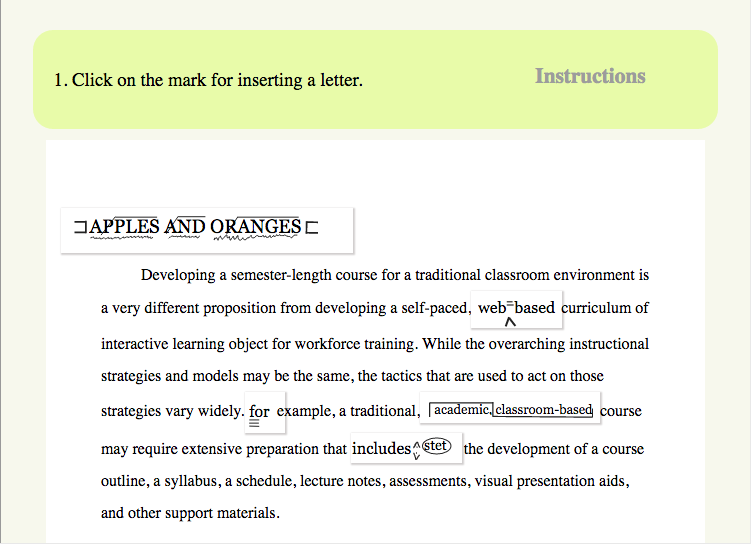 1. Click on the mark for inserting a letter.
Instructions
APPLES AND ORANGES
Developing a semester-length course for a traditional classroom environment is
a very different proposition from developing a self-paced, web=based curriculum of
interactive learning object for workforce training. While the overarching instructional
strategies and models may be the same, the tactics that are used to act on those
strategies vary widely. for example, a traditional, academic, classroom-based course
may require extensive preparation that includes: stet the development of a course
outline, a syllabus, a schedule, lecture notes, assessments, visual presentation aids,
and other support materials.